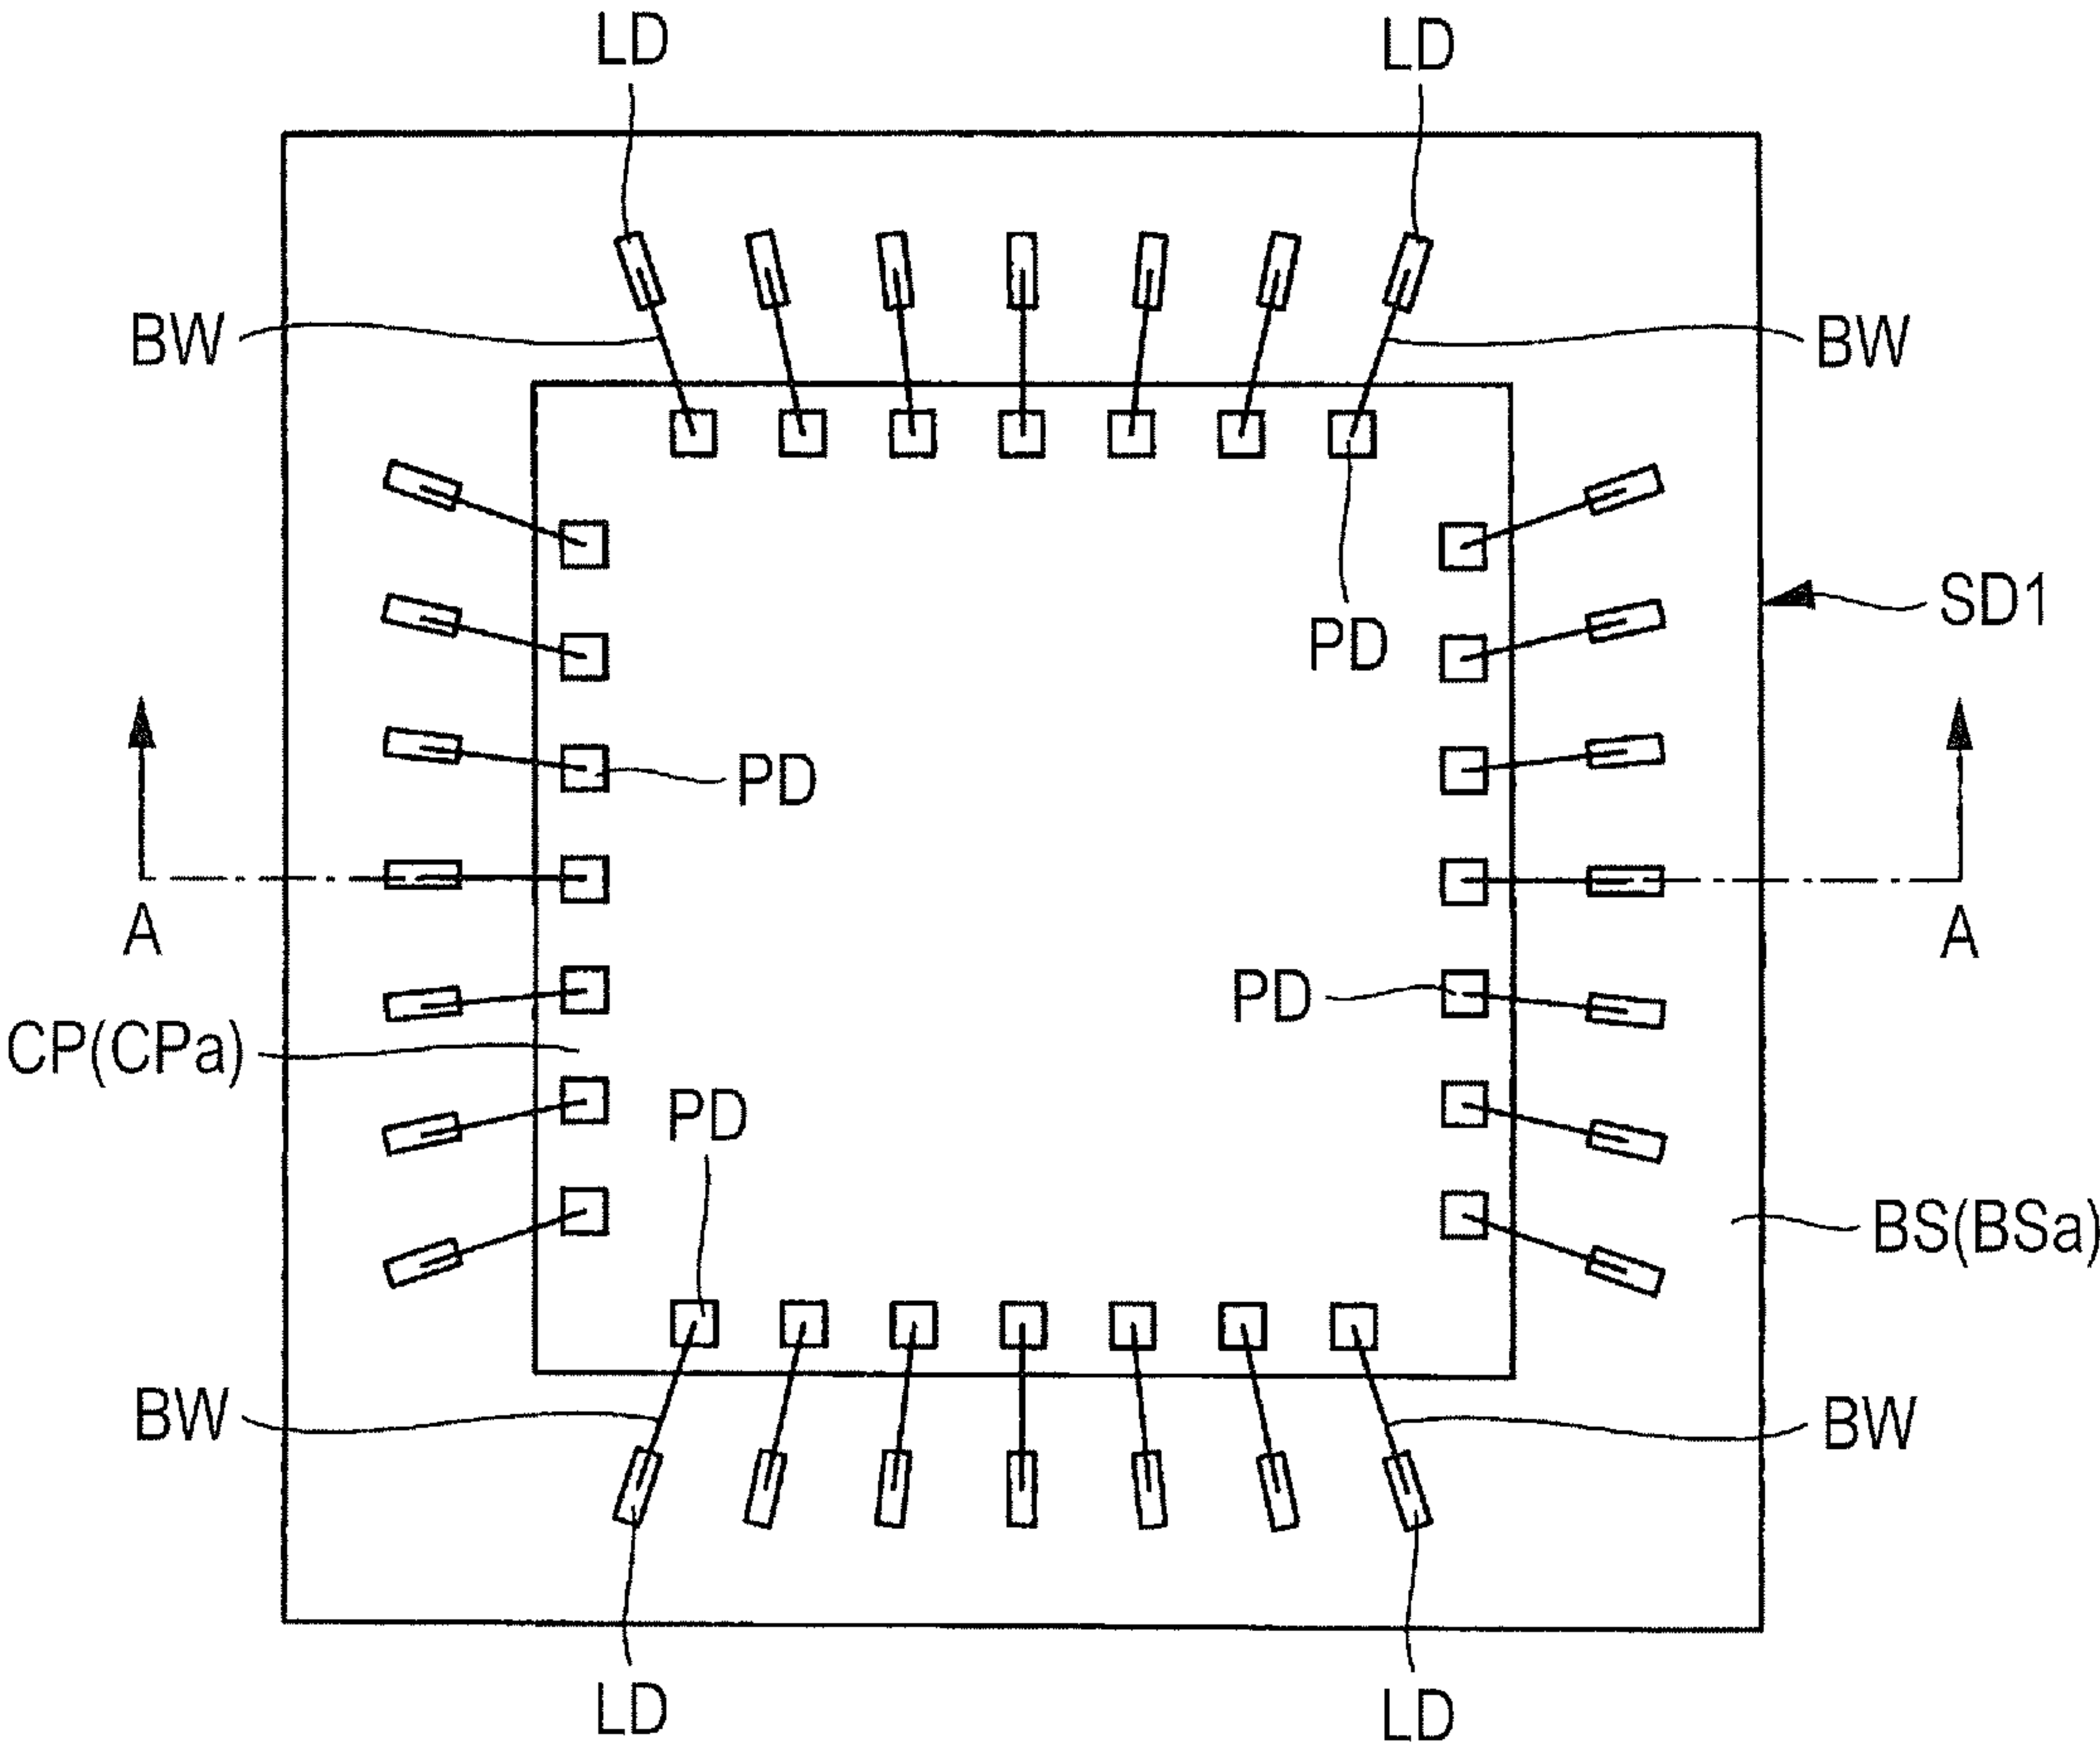 LD LD
BW BW
SD1
PD
PD
A A
PD
CP(CPa)
PD
BS(BSa)
BW BW
LD LD